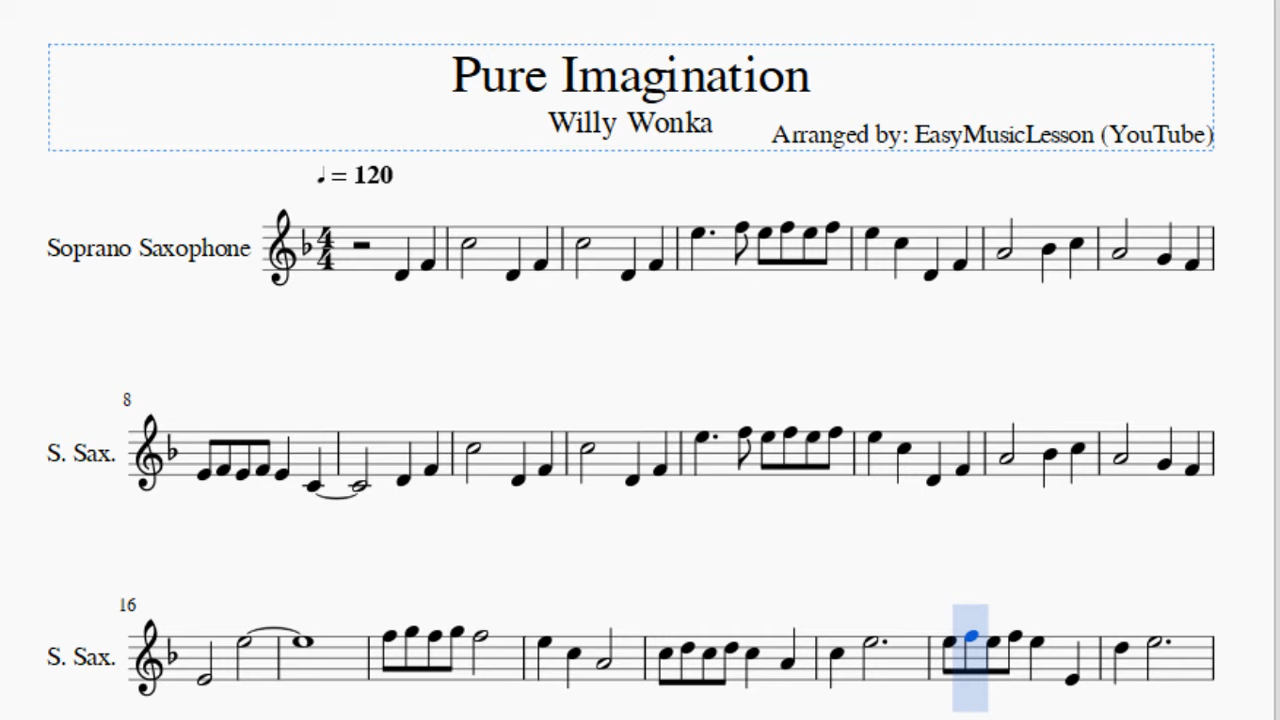 Pure Imagination
Willy Wonka
Arranged by: EasyMusicLesson (YouTube)
♩ = 120
Soprano Saxophone
4
4
8
S. Sax.
16
S. Sax.